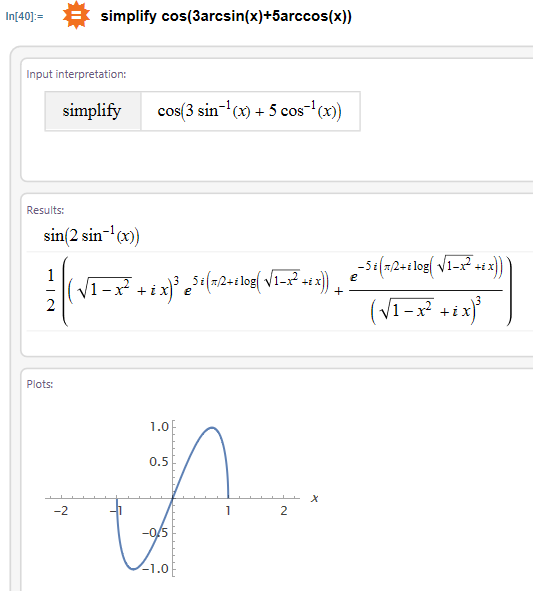 In[40]:= simplify cos(3arcsin(x)+5arccos(x))
Input interpretation:
simplify cos(3 sin⁻¹(x) + 5 cos⁻¹(x))
Results:
sin(2 sin⁻¹(x))
1/2 ((√(1-x²) + i x)³ e^(5 i (π/2+i log(√(1-x²) + i x))) + e^(-5 i (π/2+i log(√(1-x²) + i x)))/(√(1-x²) + i x)³)
Plots:
1.0
0.5
-2 -1 1 2 x
-0.5
-1.0